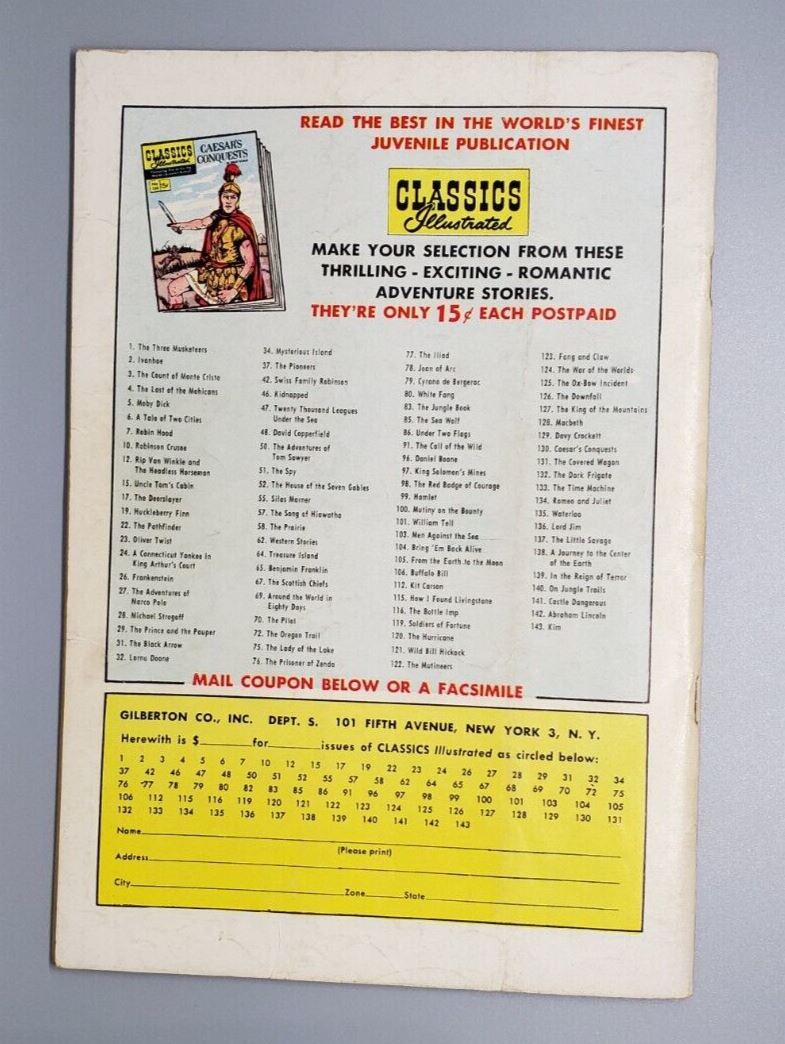 READ THE BEST IN THE WORLD'S FINEST
JUVENILE PUBLICATION
CLASSICS
Illustrated
CAESAR'S
CONQUESTS
15¢
CLASSICS
Illustrated
MAKE YOUR SELECTION FROM THESE
THRILLING - EXCITING - ROMANTIC
ADVENTURE STORIES.
THEY'RE ONLY 15¢ EACH POSTPAID
1. The Three Musketeers
2. Ivanhoe
3. The Count of Monte Cristo
4. The Last of the Mohicans
5. Moby Dick
6. A Tale of Two Cities
7. Robin Hood
10. Robinson Crusoe
12. Rip Van Winkle and
The Headless Horseman
15. Uncle Tom's Cabin
17. The Deerslayer
19. Huckleberry Finn
22. The Pathfinder
23. Oliver Twist
24. A Connecticut Yankee in
King Arthur's Court
26. Frankenstein
27. The Adventures of
Marco Polo
28. Michael Strogoff
29. The Prince and the Pauper
31. The Black Arrow
32. Lorna Doone
34. Mysterious Island
37. The Pioneers
42. Swiss Family Robinson
46. Kidnapped
47. Twenty Thousand Leagues
Under the Sea
48. David Copperfield
50. The Adventures of
Tom Sawyer
51. The Spy
52. The House of the Seven Gables
55. Silas Marner
57. The Song of Hiawatha
58. The Prairie
62. Western Stories
64. Treasure Island
65. Benjamin Franklin
67. The Scottish Chiefs
69. Around the World in
Eighty Days
70. The Pilot
72. The Oregon Trail
75. The Lady of the Lake
76. The Prisoner of Zenda
77. The Iliad
78. Joan of Arc
79. Cyrano de Bergerac
80. White Fang
83. The Jungle Book
85. The Sea Wolf
86. Under Two Flags
91. The Call of the Wild
96. Daniel Boone
97. King Solomon's Mines
98. The Red Badge of Courage
99. Hamlet
100. Mutiny on the Bounty
101. William Tell
103. Men Against the Sea
104. Bring 'Em Back Alive
105. From the Earth to the Moon
106. Buffalo Bill
112. Kit Carson
115. How I Found Livingstone
116. The Bottle Imp
119. Soldiers of Fortune
120. The Hurricane
121. Wild Bill Hickock
122. The Mutineers
123. Fang and Claw
124. The War of the Worlds
125. The Ox-Bow Incident
126. The Downfall
127. The King of the Mountains
128. Macbeth
129. Davy Crockett
130. Caesar's Conquests
131. The Covered Wagon
132. The Dark Frigate
133. The Time Machine
134. Romeo and Juliet
135. Waterloo
136. Lord Jim
137. The Little Savage
138. A Journey to the Center
of the Earth
139. In the Reign of Terror
140. On Jungle Trails
141. Castle Dangerous
142. Abraham Lincoln
143. Kim
MAIL COUPON BELOW OR A FACSIMILE
GILBERTON CO., INC. DEPT. S. 101 FIFTH AVENUE, NEW YORK 3, N. Y.
Herewith is $ for issues of CLASSICS Illustrated as circled below:
1 2 3 4 5 6 7 10 12 15 17 19 22 23 24 26 27 28 29 31 32 34
37 42 46 47 48 50 51 52 55 57 58 62 64 65 67 68 69 70 72 75
76 77 78 79 80 82 83 85 86 91 96 97 98 99 100 101 103 104 105
106 112 115 116 119 120 121 122 123 124 125 126 127 128 129 130 131
132 133 134 135 136 137 138 139 140 141 142 143
Name
(Please print)
Address
City Zone State